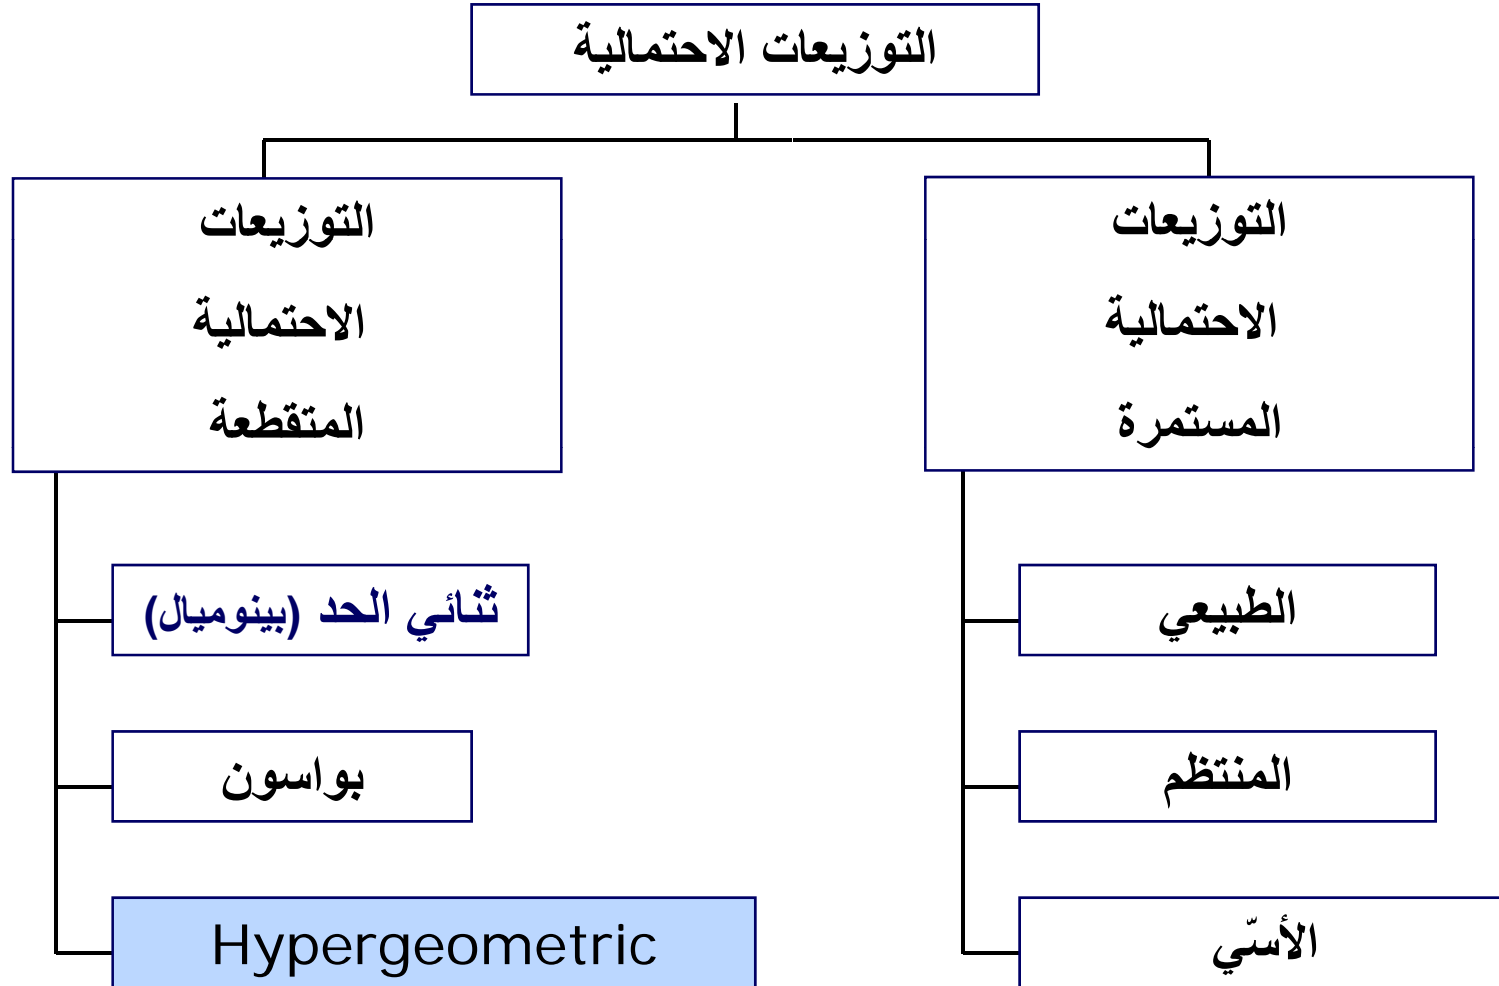 التوزيعات الاحتمالية
التوزيعات
الاحتمالية
المستمرة
التوزيعات
الاحتمالية
المتقطعة
الطبيعي
ثنائي الحد (بينوميال)
المنتظم
بواسون
الأسّي
Hypergeometric